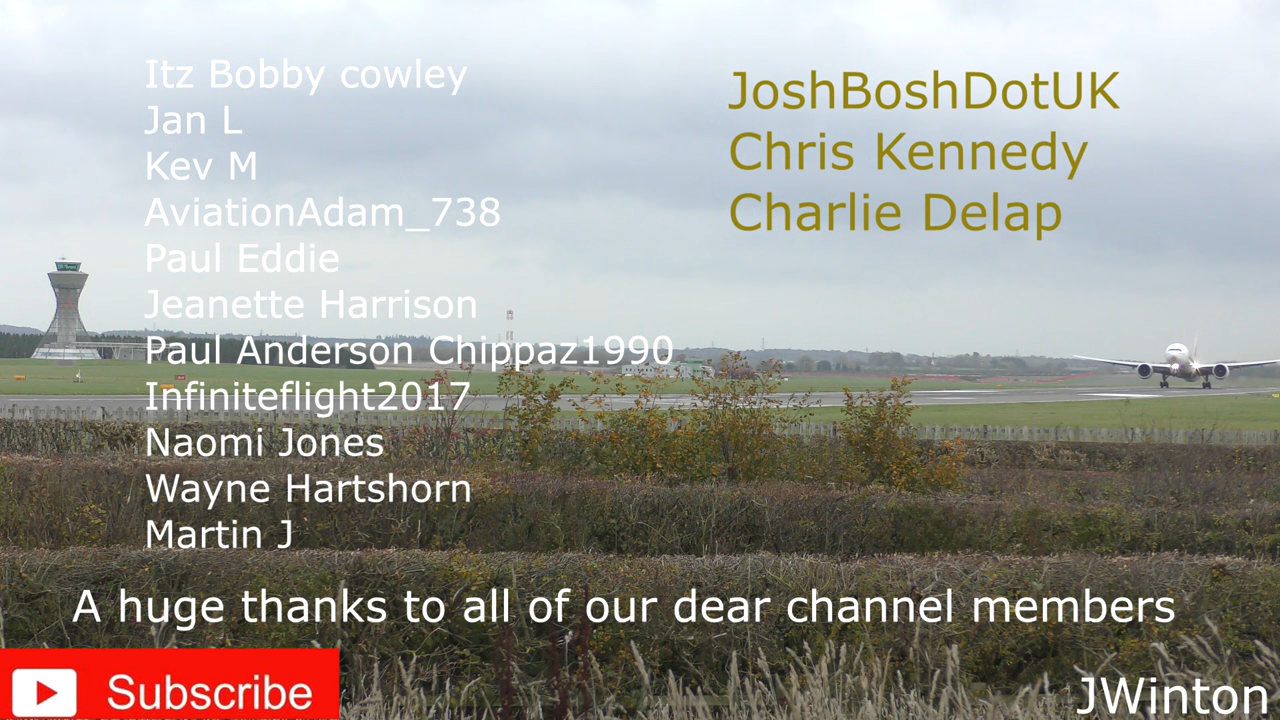 Itz Bobby cowley
Jan L
Kev M
AviationAdam_738
Paul Eddie
Jeanette Harrison
Paul Anderson Chippaz1990
Infiniteflight2017
Naomi Jones
Wayne Hartshorn
Martin J
JoshBoshDotUK
Chris Kennedy
Charlie Delap
A huge thanks to all of our dear channel members
Subscribe
JWinton